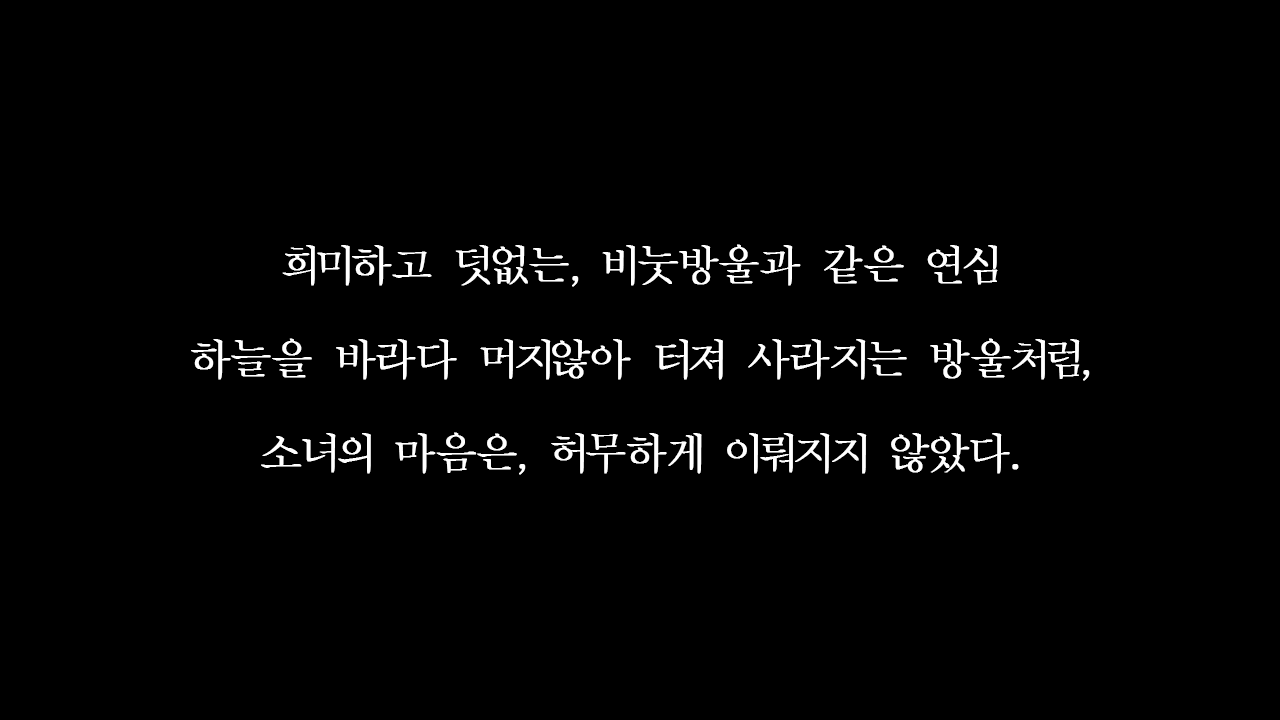 희미하고 덧없는, 비눗방울과 같은 연심
하늘을 바라다 머지않아 터져 사라지는 방울처럼,
소녀의 마음은, 허무하게 이뤄지지 않았다.